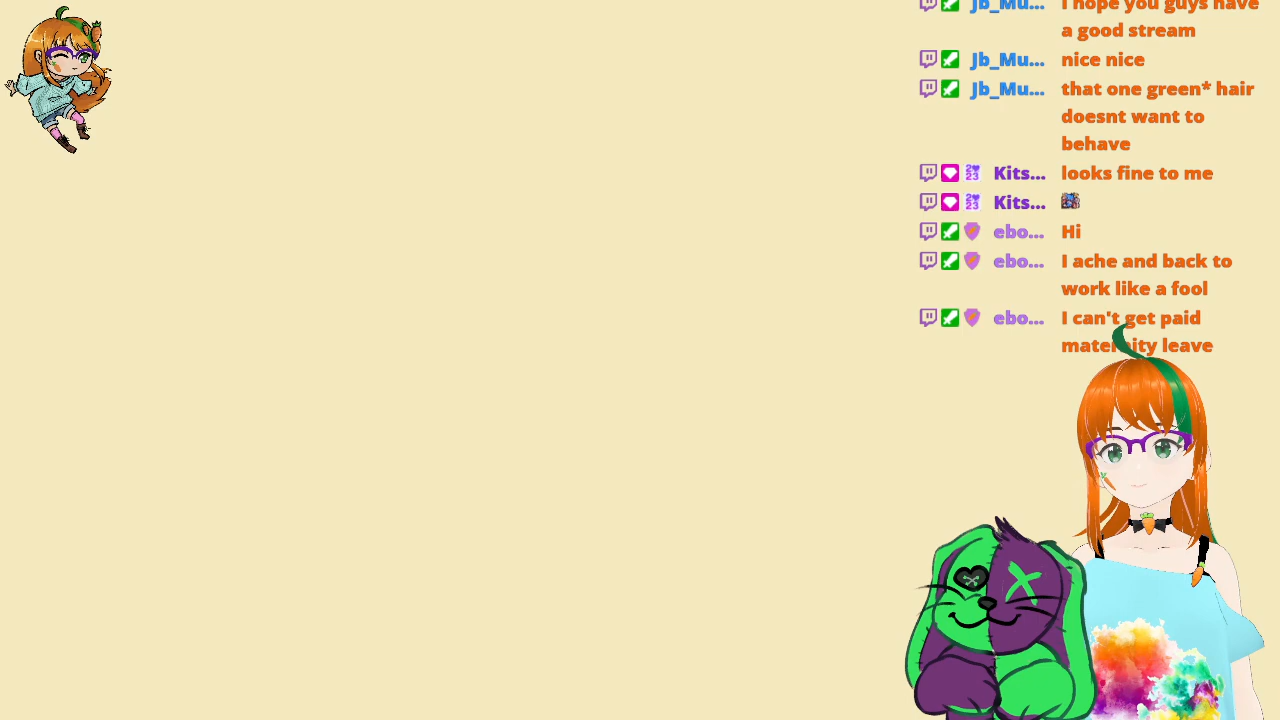 Jb_Mu... I hope you guys have
a good stream
Jb_Mu... nice nice
Jb_Mu... that one green* hair
doesnt want to
behave
Kits... looks fine to me
Kits...
ebo... Hi
ebo... I ache and back to
work like a fool
ebo... I can't get paid
maternity leave